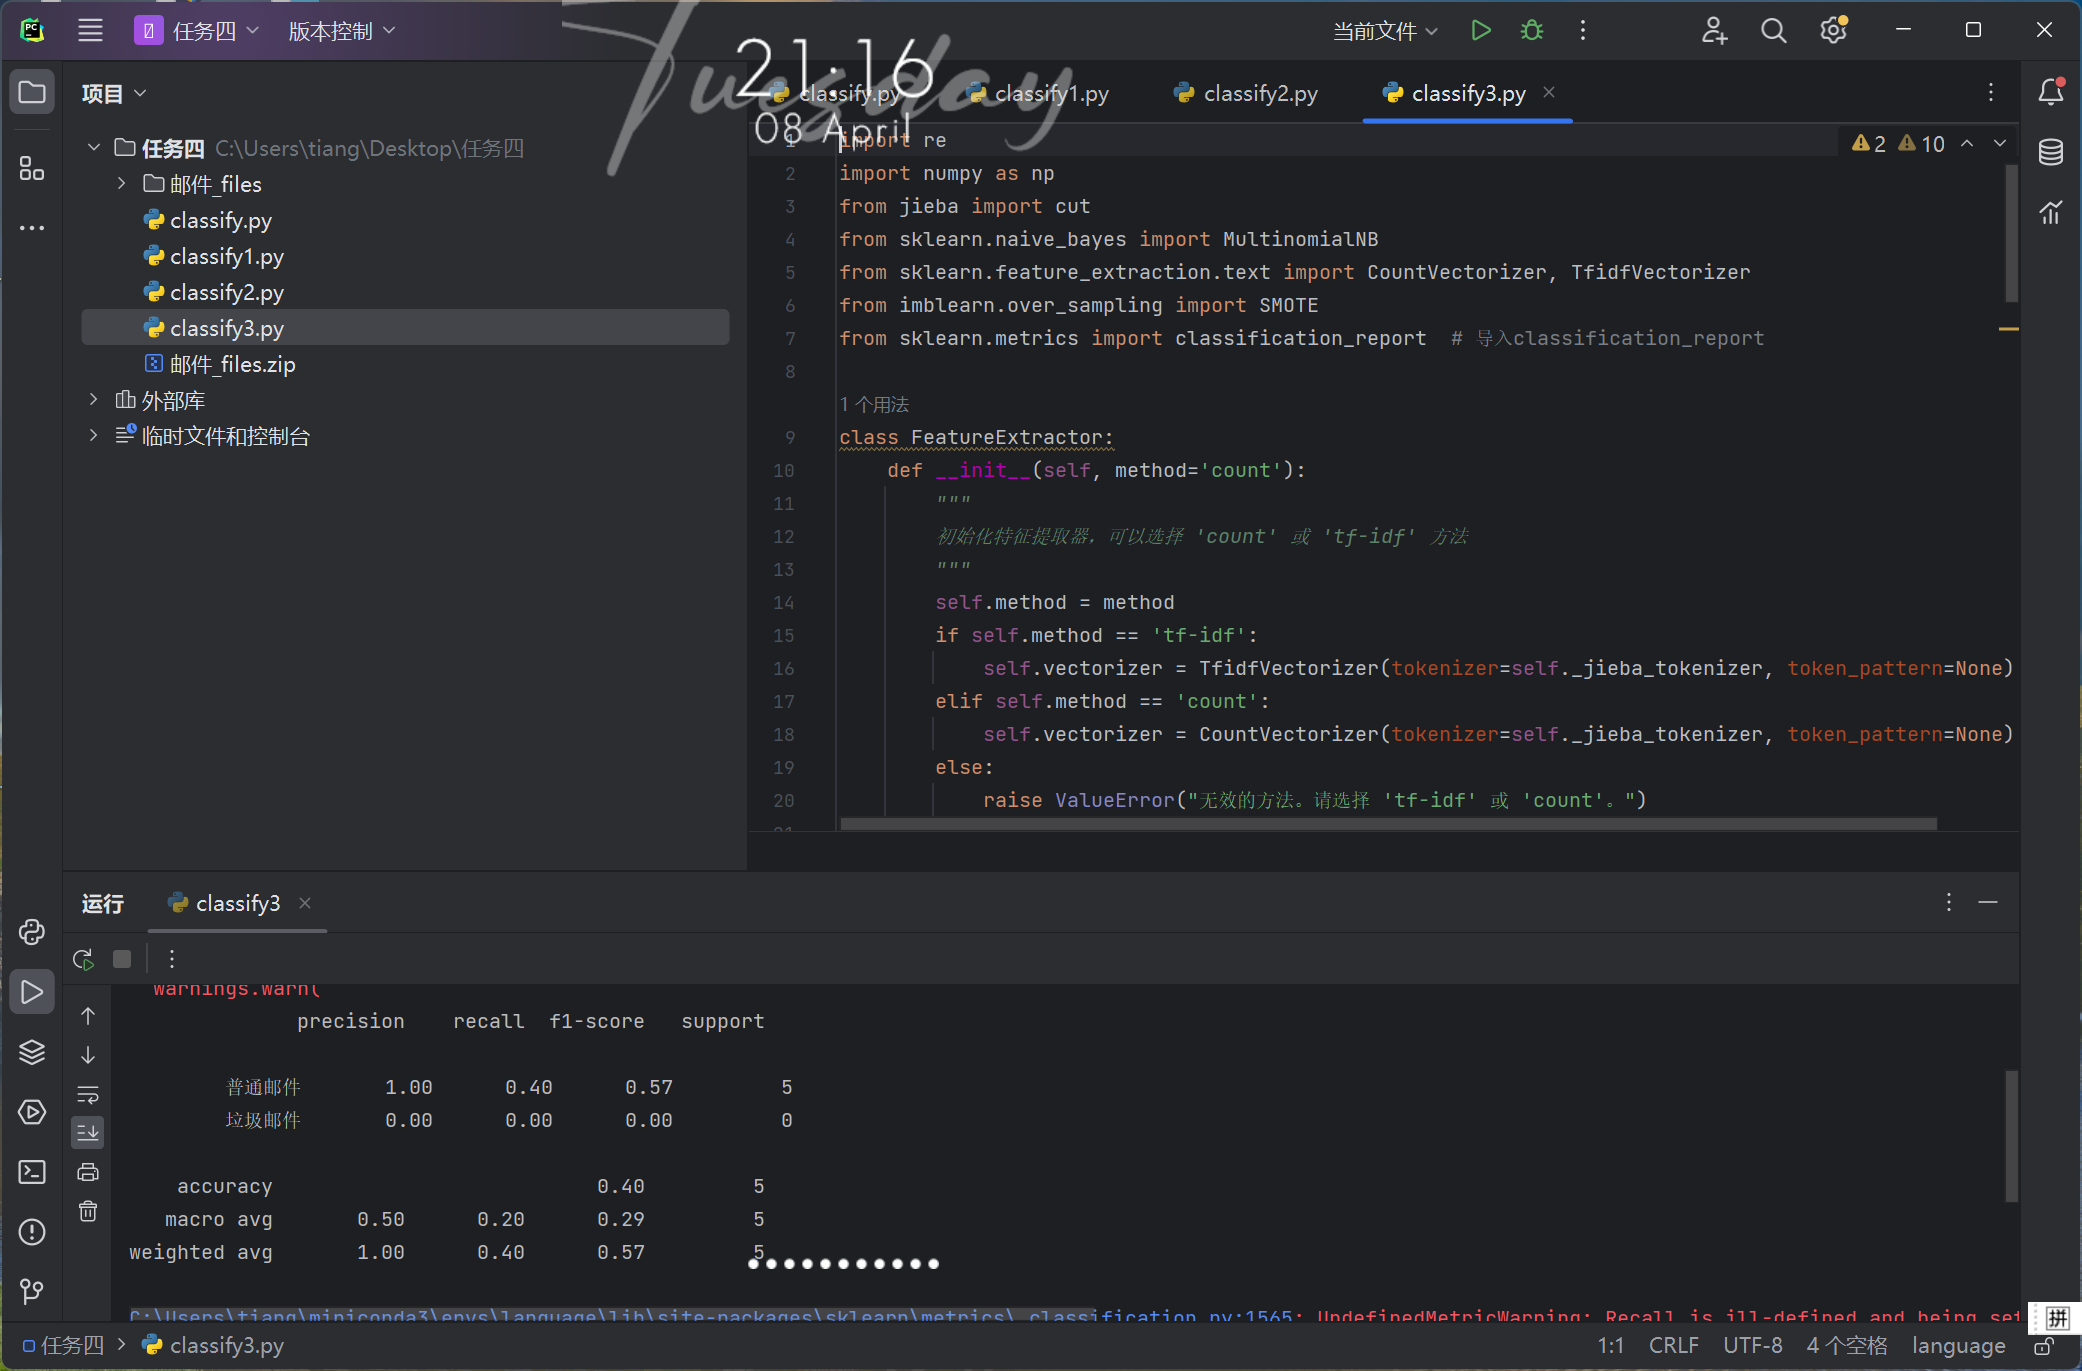 任务四 版本控制 当前文件
Tuesday
21:16
08 April
项目
任务四 C:\Users\tiang\Desktop\任务四
邮件_files
classify.py
classify1.py
classify2.py
classify3.py
邮件_files.zip
外部库
临时文件和控制台
classify.py classify1.py classify2.py classify3.py
2 10
1 import re
2 import numpy as np
3 from jieba import cut
4 from sklearn.naive_bayes import MultinomialNB
5 from sklearn.feature_extraction.text import CountVectorizer, TfidfVectorizer
6 from imblearn.over_sampling import SMOTE
7 from sklearn.metrics import classification_report # 导入classification_report
8
1 个用法
9 class FeatureExtractor:
10 def __init__(self, method='count'):
11 """
12 初始化特征提取器，可以选择 'count' 或 'tf-idf' 方法
13 """
14 self.method = method
15 if self.method == 'tf-idf':
16 self.vectorizer = TfidfVectorizer(tokenizer=self._jieba_tokenizer, token_pattern=None)
17 elif self.method == 'count':
18 self.vectorizer = CountVectorizer(tokenizer=self._jieba_tokenizer, token_pattern=None)
19 else:
20 raise ValueError("无效的方法。请选择 'tf-idf' 或 'count'。")
21
运行 classify3
warnings.warn(
precision recall f1-score support
普通邮件 1.00 0.40 0.57 5
垃圾邮件 0.00 0.00 0.00 0
accuracy 0.40 5
macro avg 0.50 0.20 0.29 5
weighted avg 1.00 0.40 0.57 5
C:\Users\tiang\miniconda3\envs\language\lib\site-packages\sklearn\metrics\_classification.py:1565: UndefinedMetricWarning: Recall is ill-defined and being set
拼
任务四 classify3.py 1:1 CRLF UTF-8 4 个空格 language